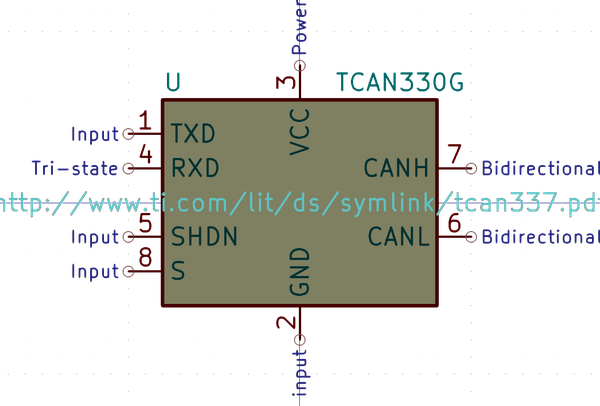 Power
3
U
TCAN330G
VCC
Input 1 TXD
Tri-state 4 RXD
CANH 7 Bidirectional
http://www.ti.com/lit/ds/symlink/tcan337.pd
Input 5 SHDN
CANL 6 Bidirectional
Input 8 S
GND
2
input